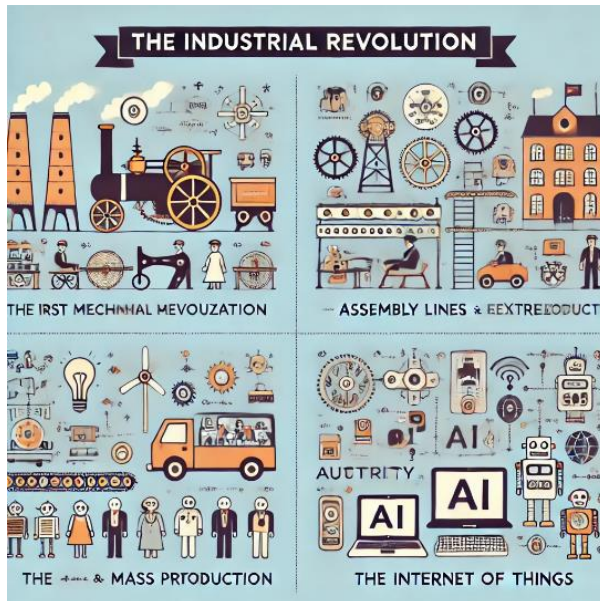 THE INDUSTRIAL REVOLUTION
THE IRST MECHNHAL MEVOUZATION
ASSEMBLY LINES & EEXTRELODUCT
AI
AUCTRITY
AI
AI
THE & MASS PRTODUCTION
THE INTERNET OF THINGS